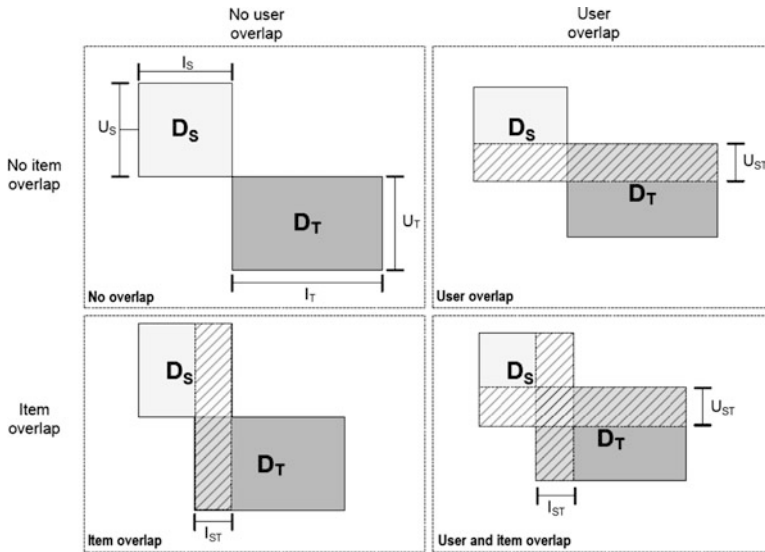 No user
overlap
User
overlap
No item
overlap
I_S
U_S
D_S
D_T
U_T
I_T
No overlap
D_S
U_ST
D_T
User overlap
Item
overlap
D_S
D_T
I_ST
Item overlap
D_S
U_ST
D_T
I_ST
User and item overlap